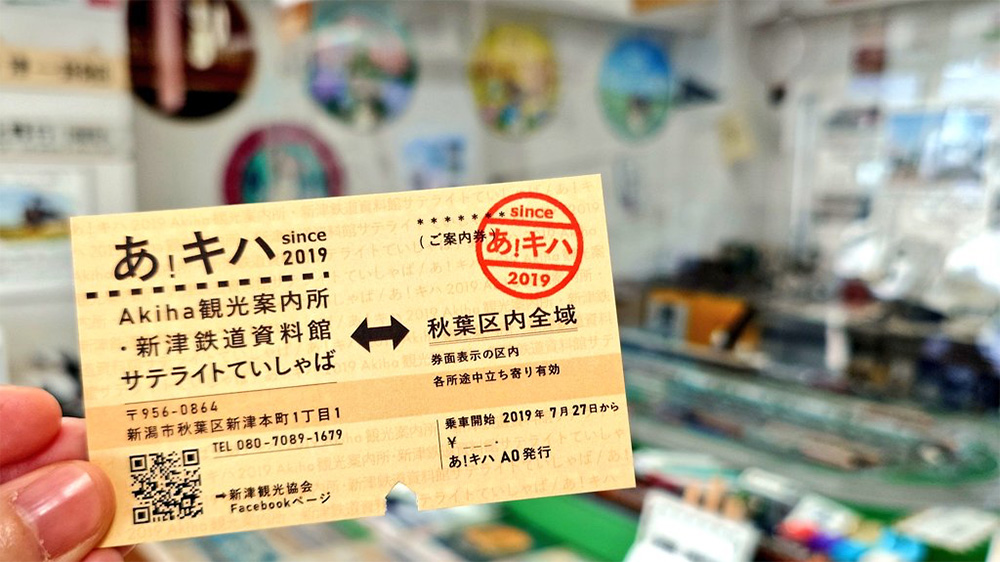 あ!キハ since 2019
Akiha観光案内所
・新津鉄道資料館
サテライトていしゃば
〒956-0864
新潟市秋葉区新津本町1丁目1
TEL 080-7089-1679
➡新津観光協会
Facebookページ
*******
(ご案内券)
since
あ!キハ
2019
秋葉区内全域
券面表示の区内
各所途中立ち寄り有効
乗車開始 2019年7月27日から
¥ _ _ _ .
あ!キハ AO発行